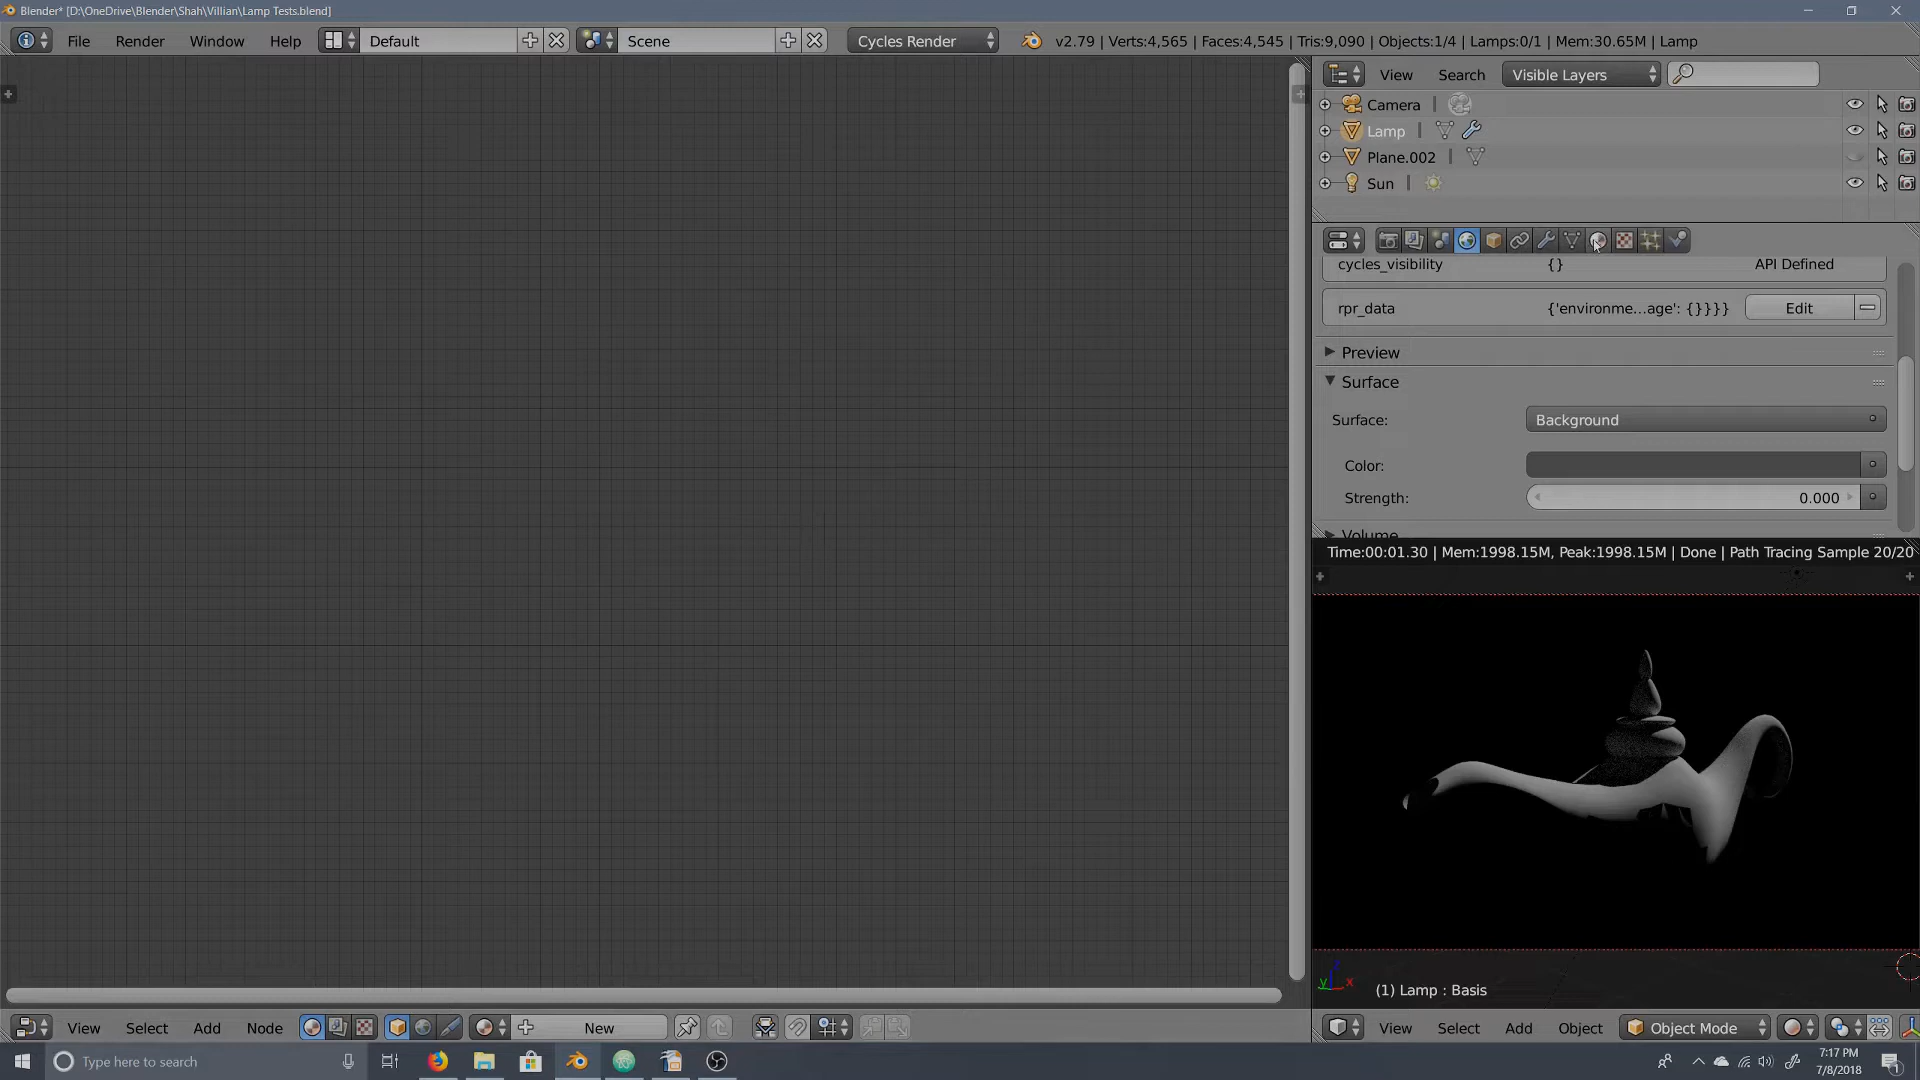 Blender* [D:\OneDrive\Blender\Shah\Villian\Lamp Tests.blend]
File Render Window Help Default Scene Cycles Render v2.79 | Verts:4,565 | Faces:4,545 | Tris:9,090 | Objects:1/4 | Lamps:0/1 | Mem:30.65M | Lamp
View Search Visible Layers
Camera
Lamp
Plane.002
Sun
cycles_visibility {} API Defined
rpr_data {'environme...age': {}}}} Edit
Preview
Surface
Surface: Background
Color:
Strength: 0.000
Volume
Time:00:01.30 | Mem:1998.15M, Peak:1998.15M | Done | Path Tracing Sample 20/20
z
y x
(1) Lamp : Basis
View Select Add Node New
View Select Add Object Object Mode
Type here to search
7:17 PM
7/8/2018
1